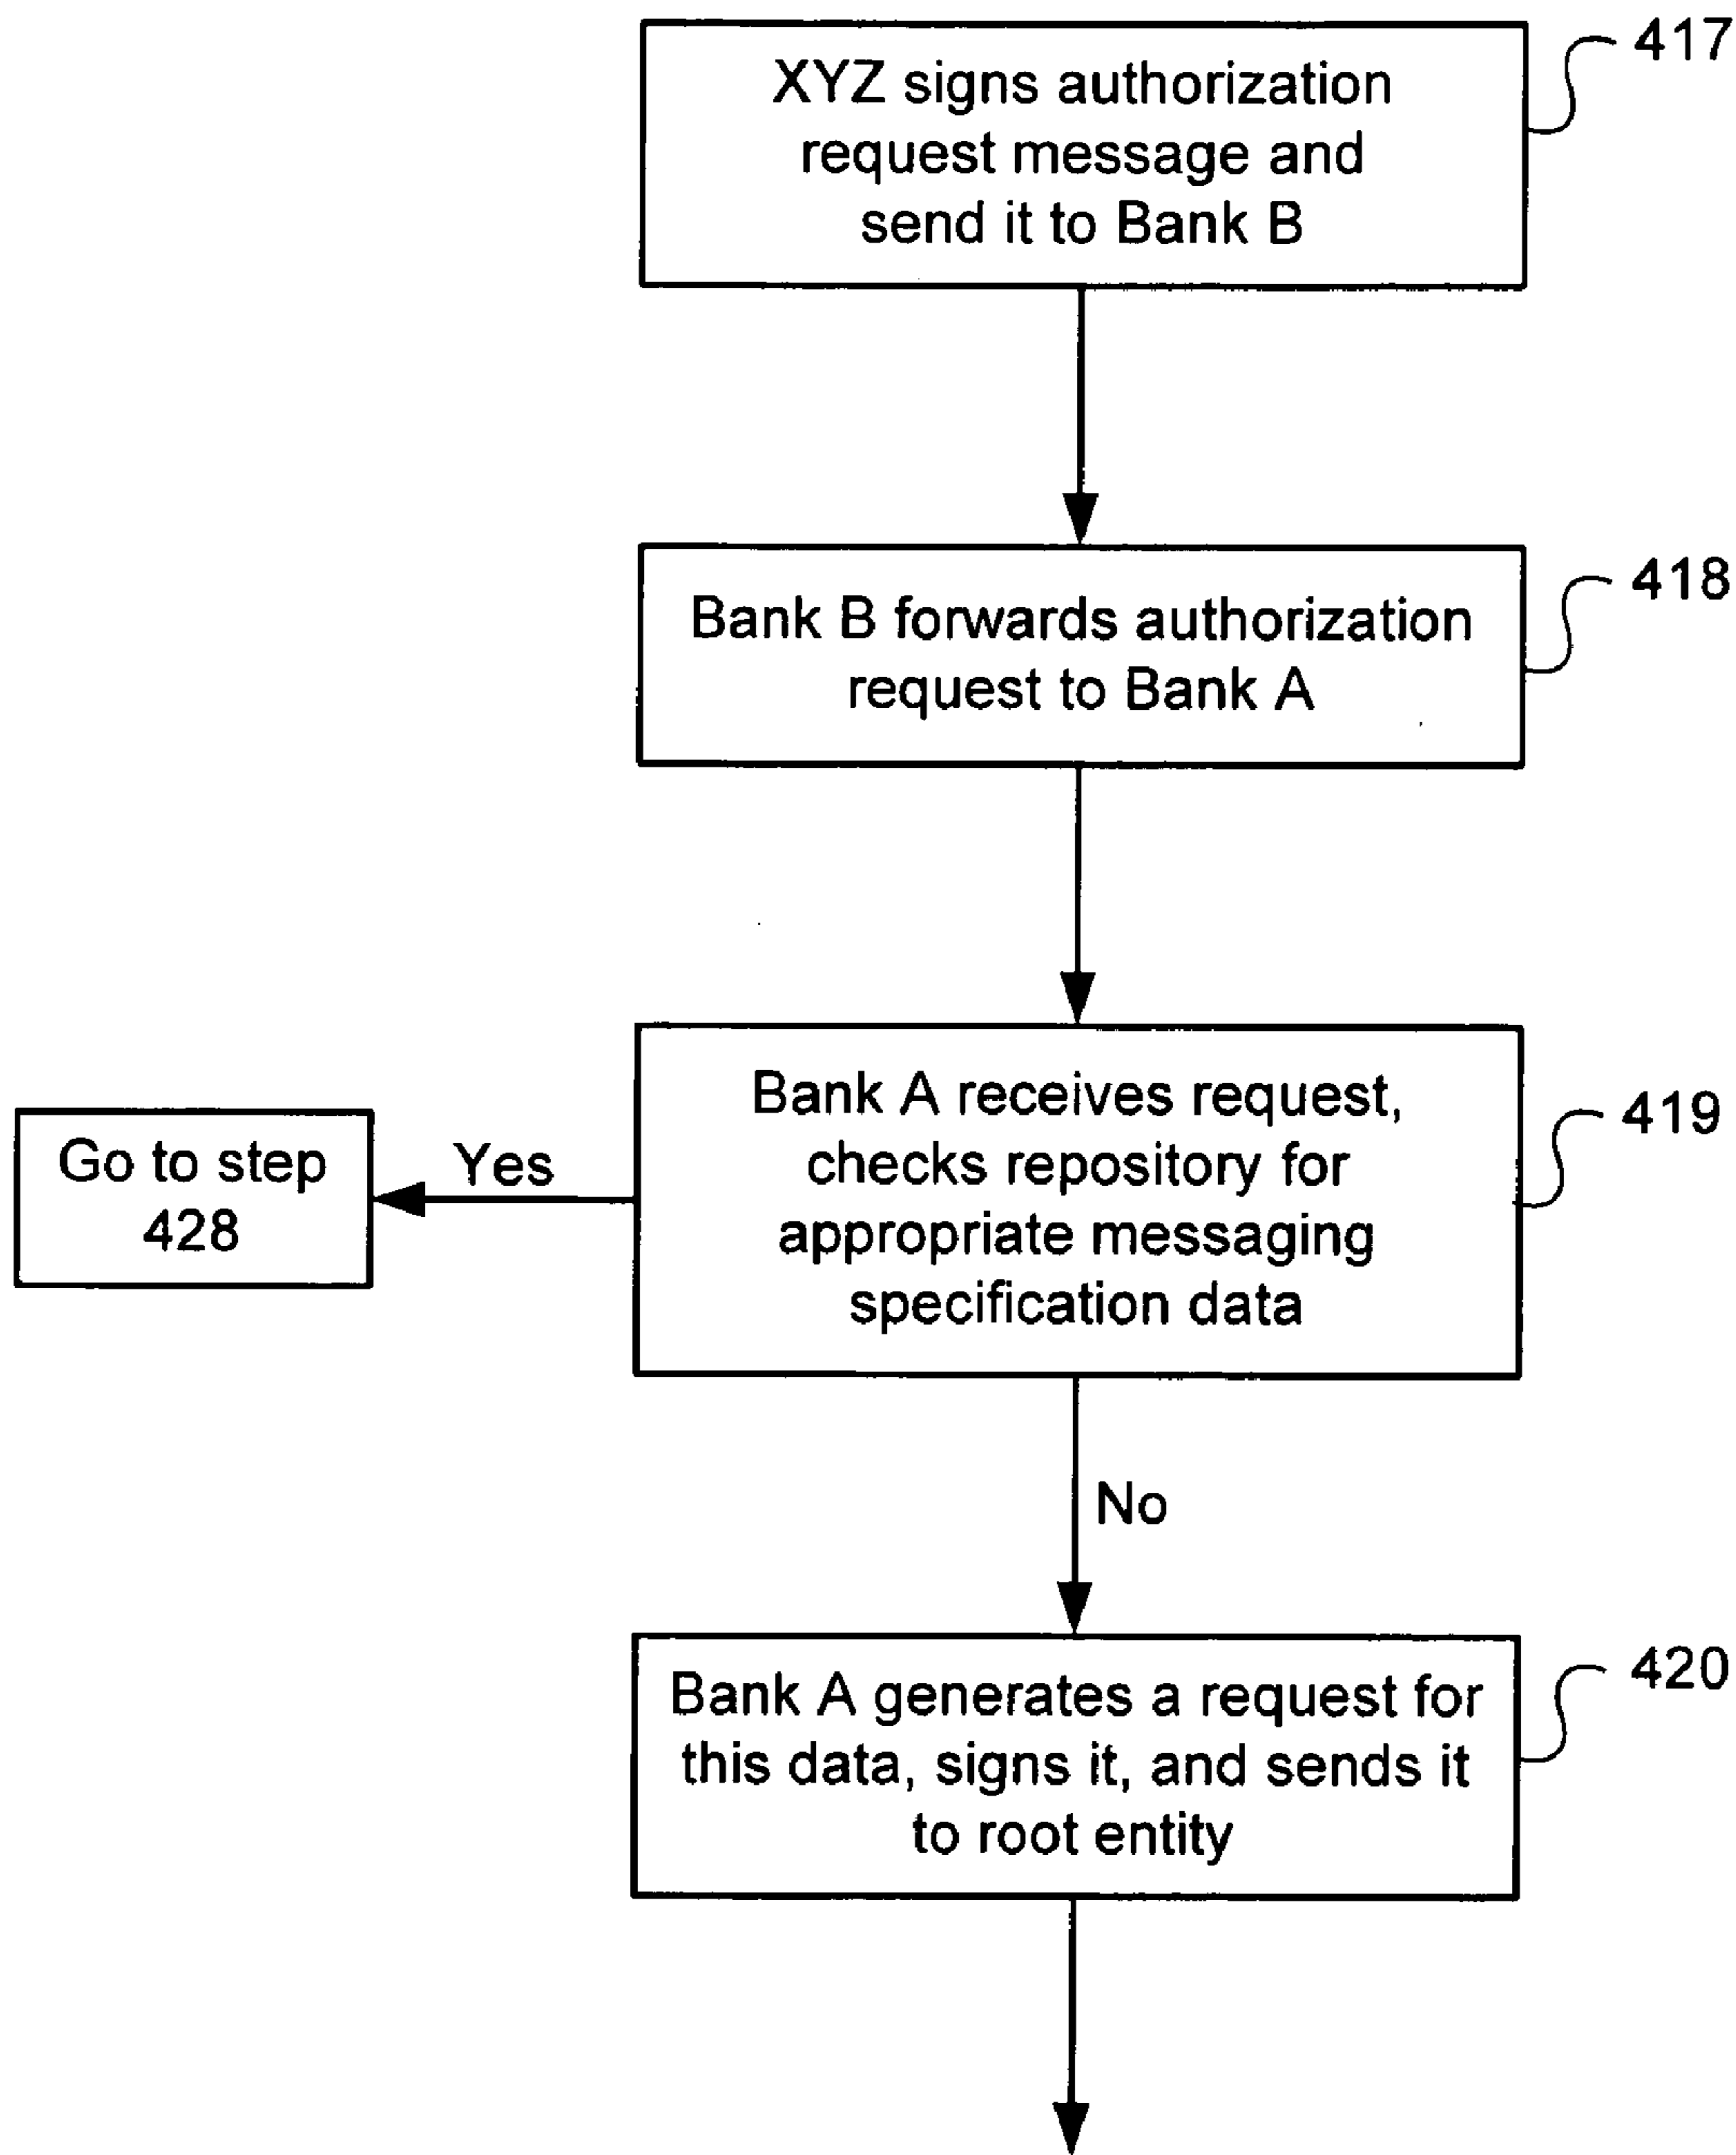 XYZ signs authorization
request message and
send it to Bank B
417
Bank B forwards authorization
request to Bank A
418
Bank A receives request,
checks repository for
appropriate messaging
specification data
419
Yes
Go to step
428
No
Bank A generates a request for
this data, signs it, and sends it
to root entity
420